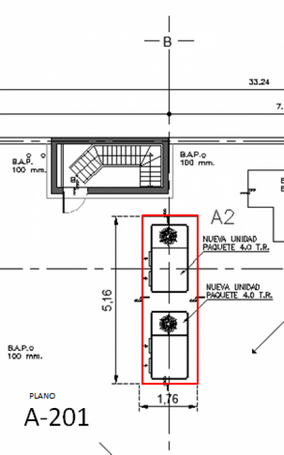 B
33.24
7.
B.A.P.
100 mm.
B.A.P.
100 mm.
B
A2
NUEVA UNIDAD
PAQUETE 4.0 T.R.
5,16
NUEVA UNIDAD
PAQUETE 4.0 T.R.
B.A.P.
100 mm.
PLANO
A-201
1,76